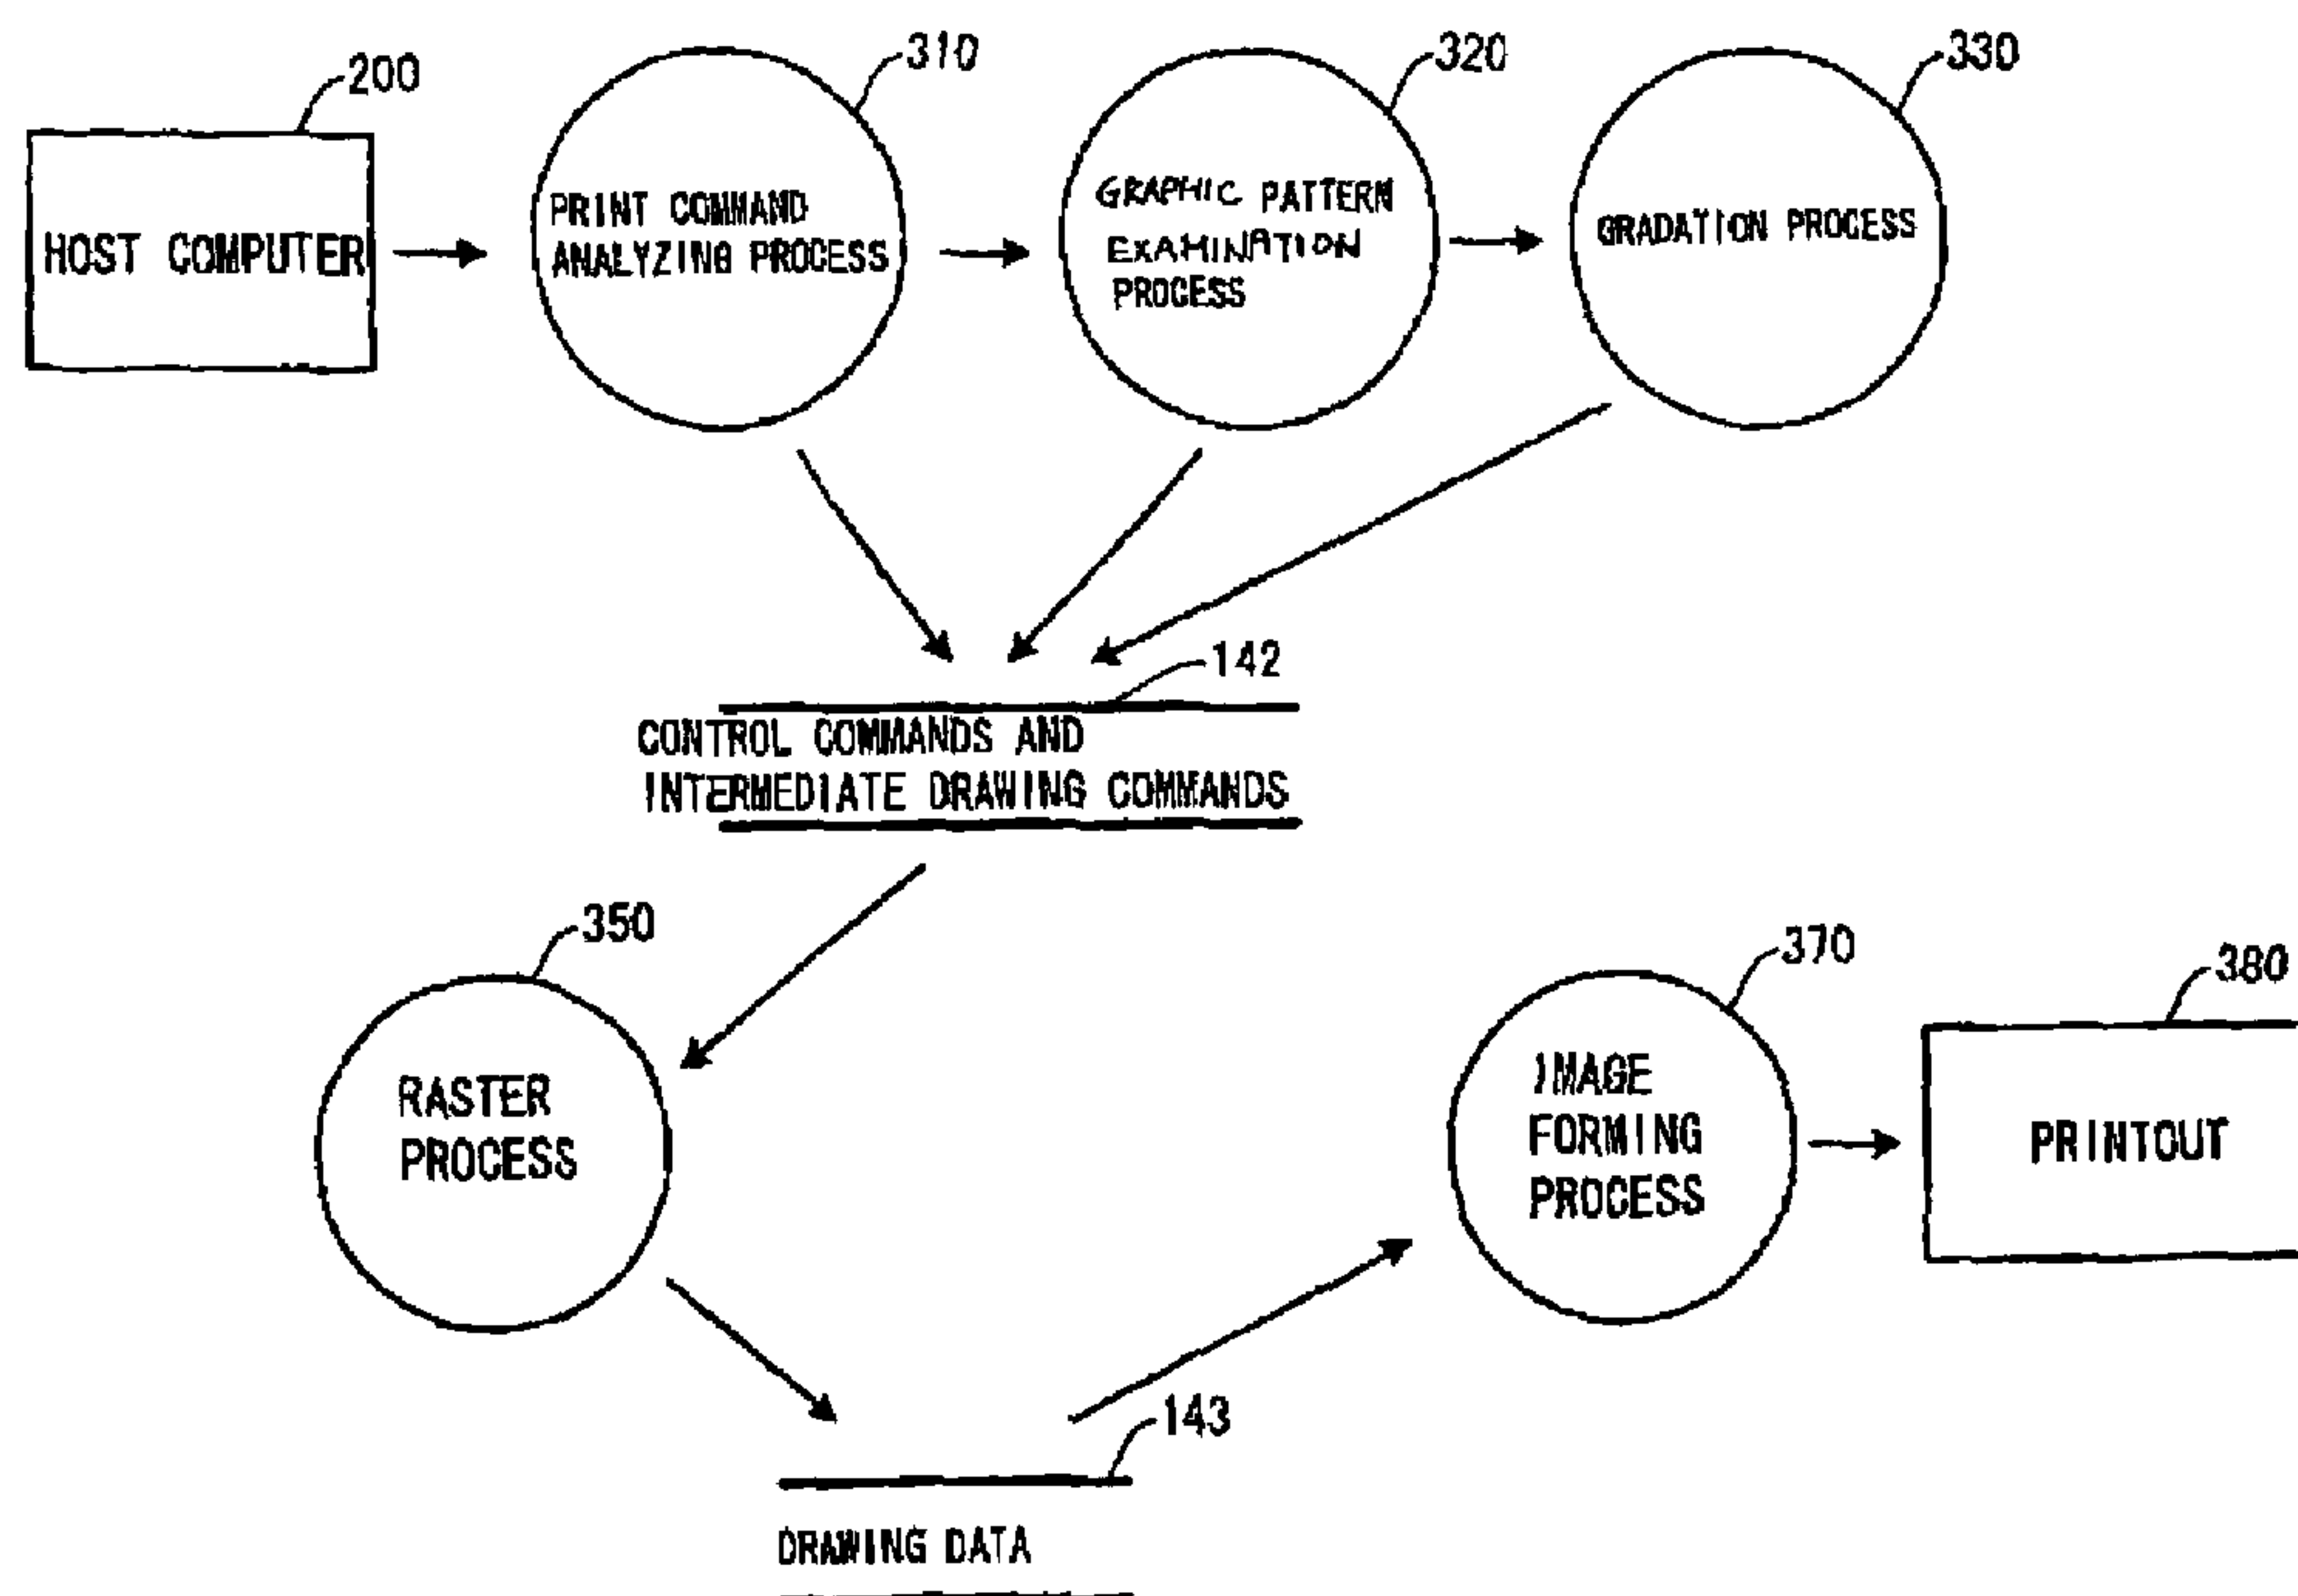 200
310
320
330
HOST COMPUTER
PRINT COMMAND
ANALYZING PROCESS
GRAPHIC PATTERN
EXAMINATION
PROCESS
GRADATION PROCESS
142
CONTROL COMMANDS AND
INTERMEDIATE DRAWING COMMANDS
350
370
380
RASTER
PROCESS
IMAGE
FORMING
PROCESS
PRINTOUT
143
DRAWING DATA